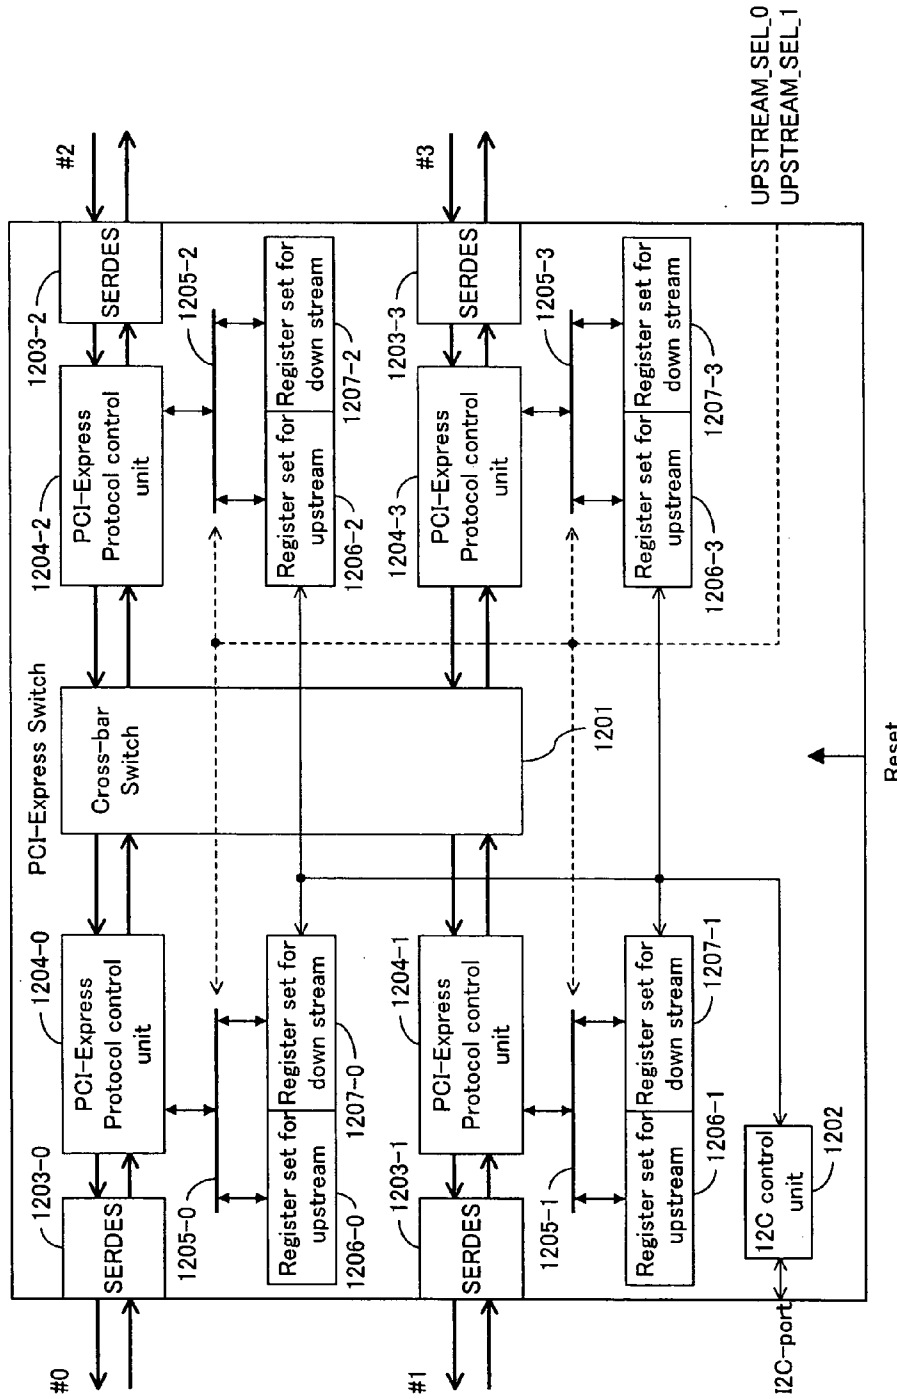 PCI-Express Switch
#0
SERDES
1203-0
PCI-Express
Protocol control
unit
1204-0
Cross-bar
Switch
1201
PCI-Express
Protocol control
unit
1204-2
SERDES
1203-2
#2
1205-0
Register set for
upstream
1206-0
Register set for
down stream
1207-0
1205-2
Register set for
upstream
1206-2
Register set for
down stream
1207-2
#1
SERDES
1203-1
PCI-Express
Protocol control
unit
1204-1
PCI-Express
Protocol control
unit
1204-3
SERDES
1203-3
#3
1205-1
Register set for
upstream
1206-1
Register set for
down stream
1207-1
1205-3
Register set for
upstream
1206-3
Register set for
down stream
1207-3
I2C-port
I2C control
unit
1202
Reset
UPSTREAM_SEL_0
UPSTREAM_SEL_1